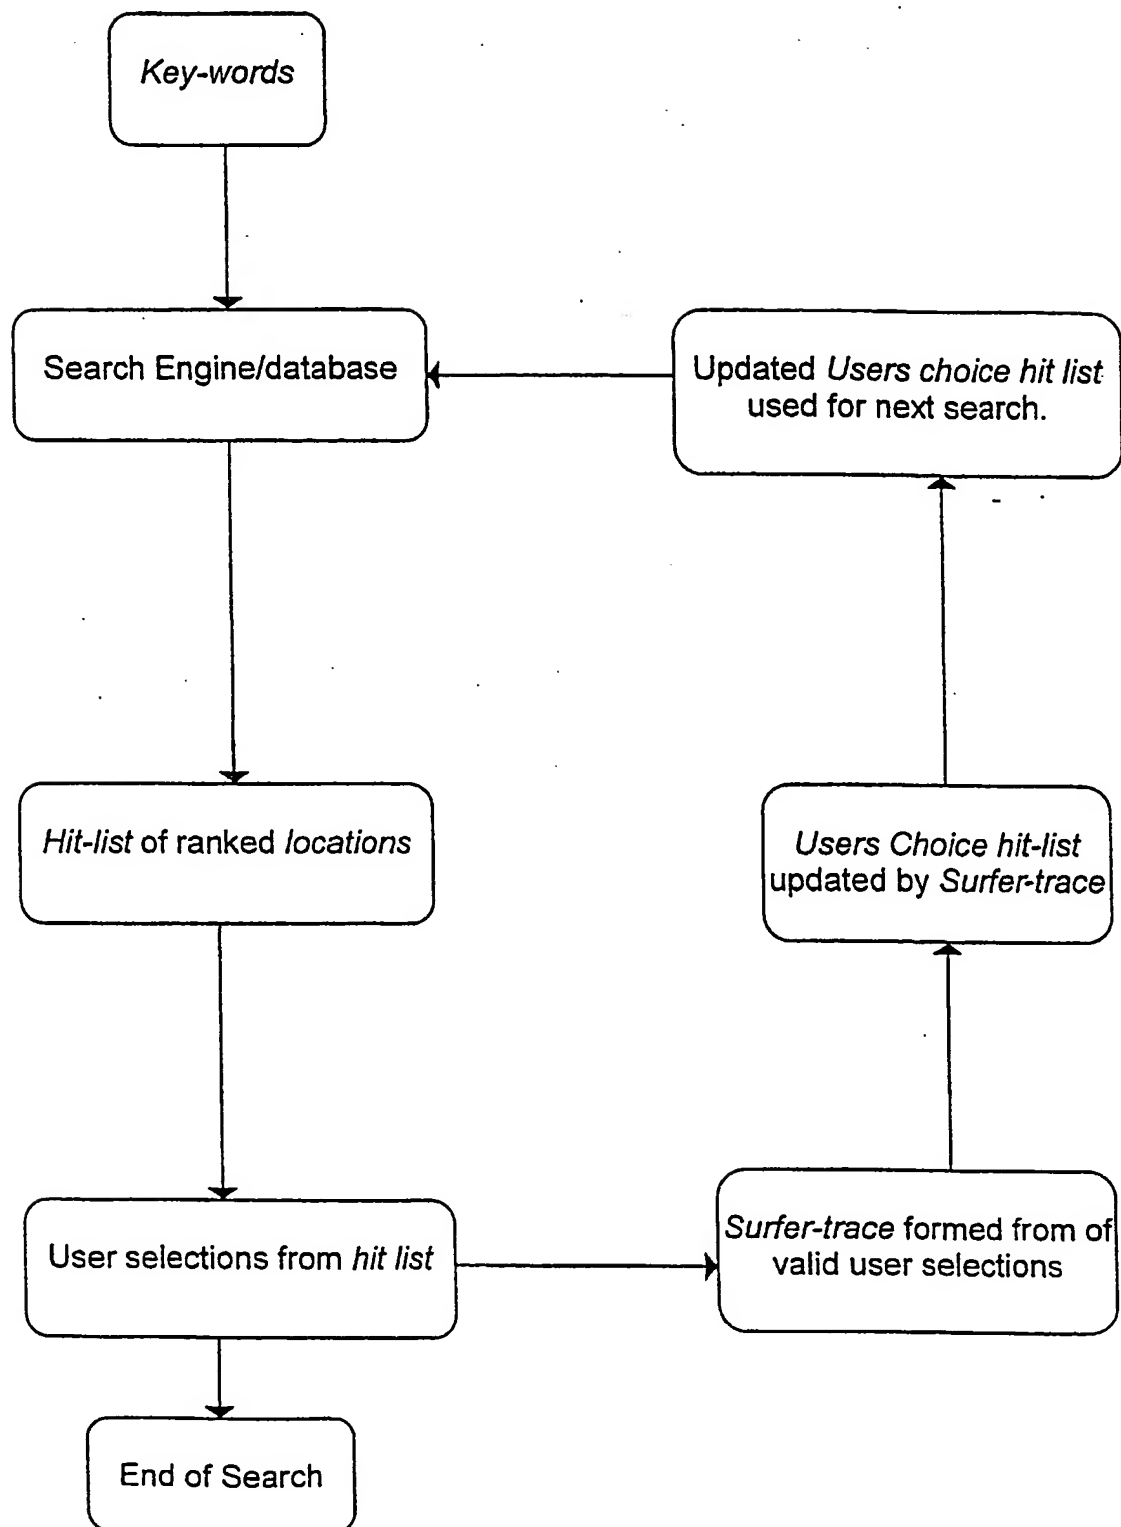 Key-words
Search Engine/database
Updated Users choice hit list
used for next search.
Hit-list of ranked locations
Users Choice hit-list
updated by Surfer-trace
User selections from hit list
Surfer-trace formed from of
valid user selections
End of Search